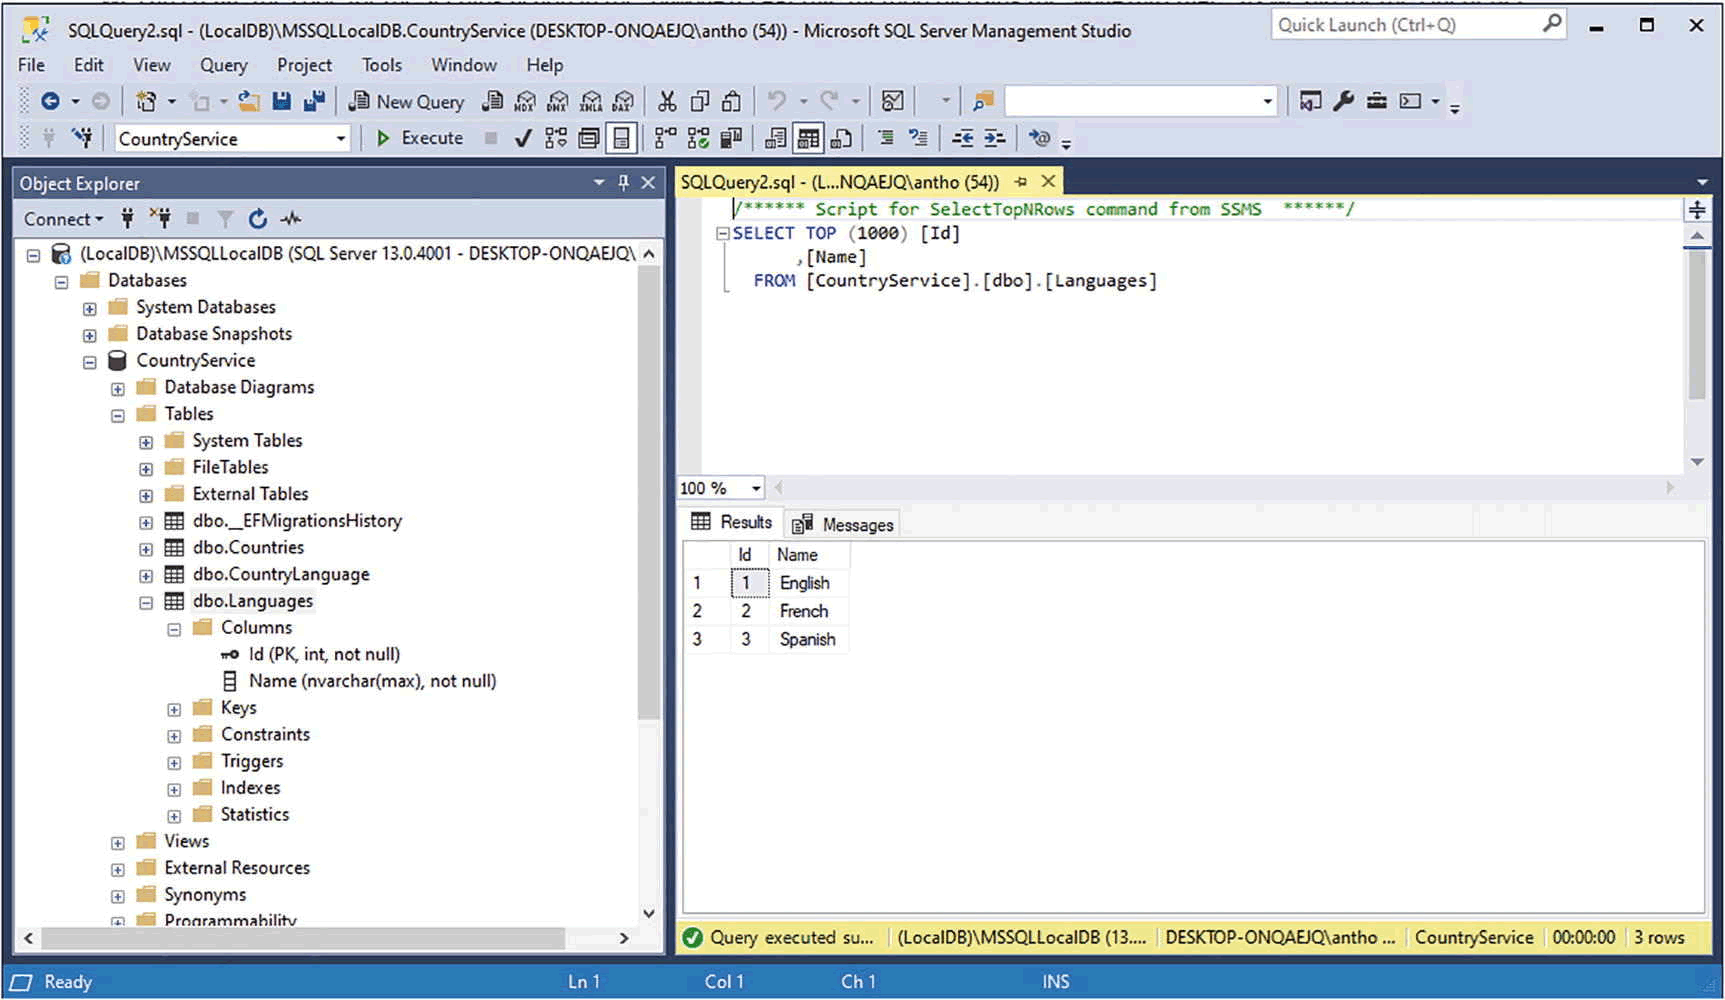 SQLQuery2.sql - (LocalDB)\MSSQLLocalDB.CountryService (DESKTOP-ONQAEJQ\antho (54)) - Microsoft SQL Server Management Studio
Quick Launch (Ctrl+Q)
File Edit View Query Project Tools Window Help
New Query MDX DMX XMLA DAX
CountryService Execute
Object Explorer
Connect
(LocalDB)\MSSQLLocalDB (SQL Server 13.0.4001 - DESKTOP-ONQAEJQ\
Databases
System Databases
Database Snapshots
CountryService
Database Diagrams
Tables
System Tables
FileTables
External Tables
dbo.__EFMigrationsHistory
dbo.Countries
dbo.CountryLanguage
dbo.Languages
Columns
Id (PK, int, not null)
Name (nvarchar(max), not null)
Keys
Constraints
Triggers
Indexes
Statistics
Views
External Resources
Synonyms
Programmability
SQLQuery2.sql - (L...NQAEJQ\antho (54))
/****** Script for SelectTopNRows command from SSMS ******/
SELECT TOP (1000) [Id]
,[Name]
FROM [CountryService].[dbo].[Languages]
100 %
Results Messages
Id Name
1 1 English
2 2 French
3 3 Spanish
Query executed su... (LocalDB)\MSSQLLocalDB (13.... DESKTOP-ONQAEJQ\antho ... CountryService 00:00:00 3 rows
Ready Ln 1 Col 1 Ch 1 INS